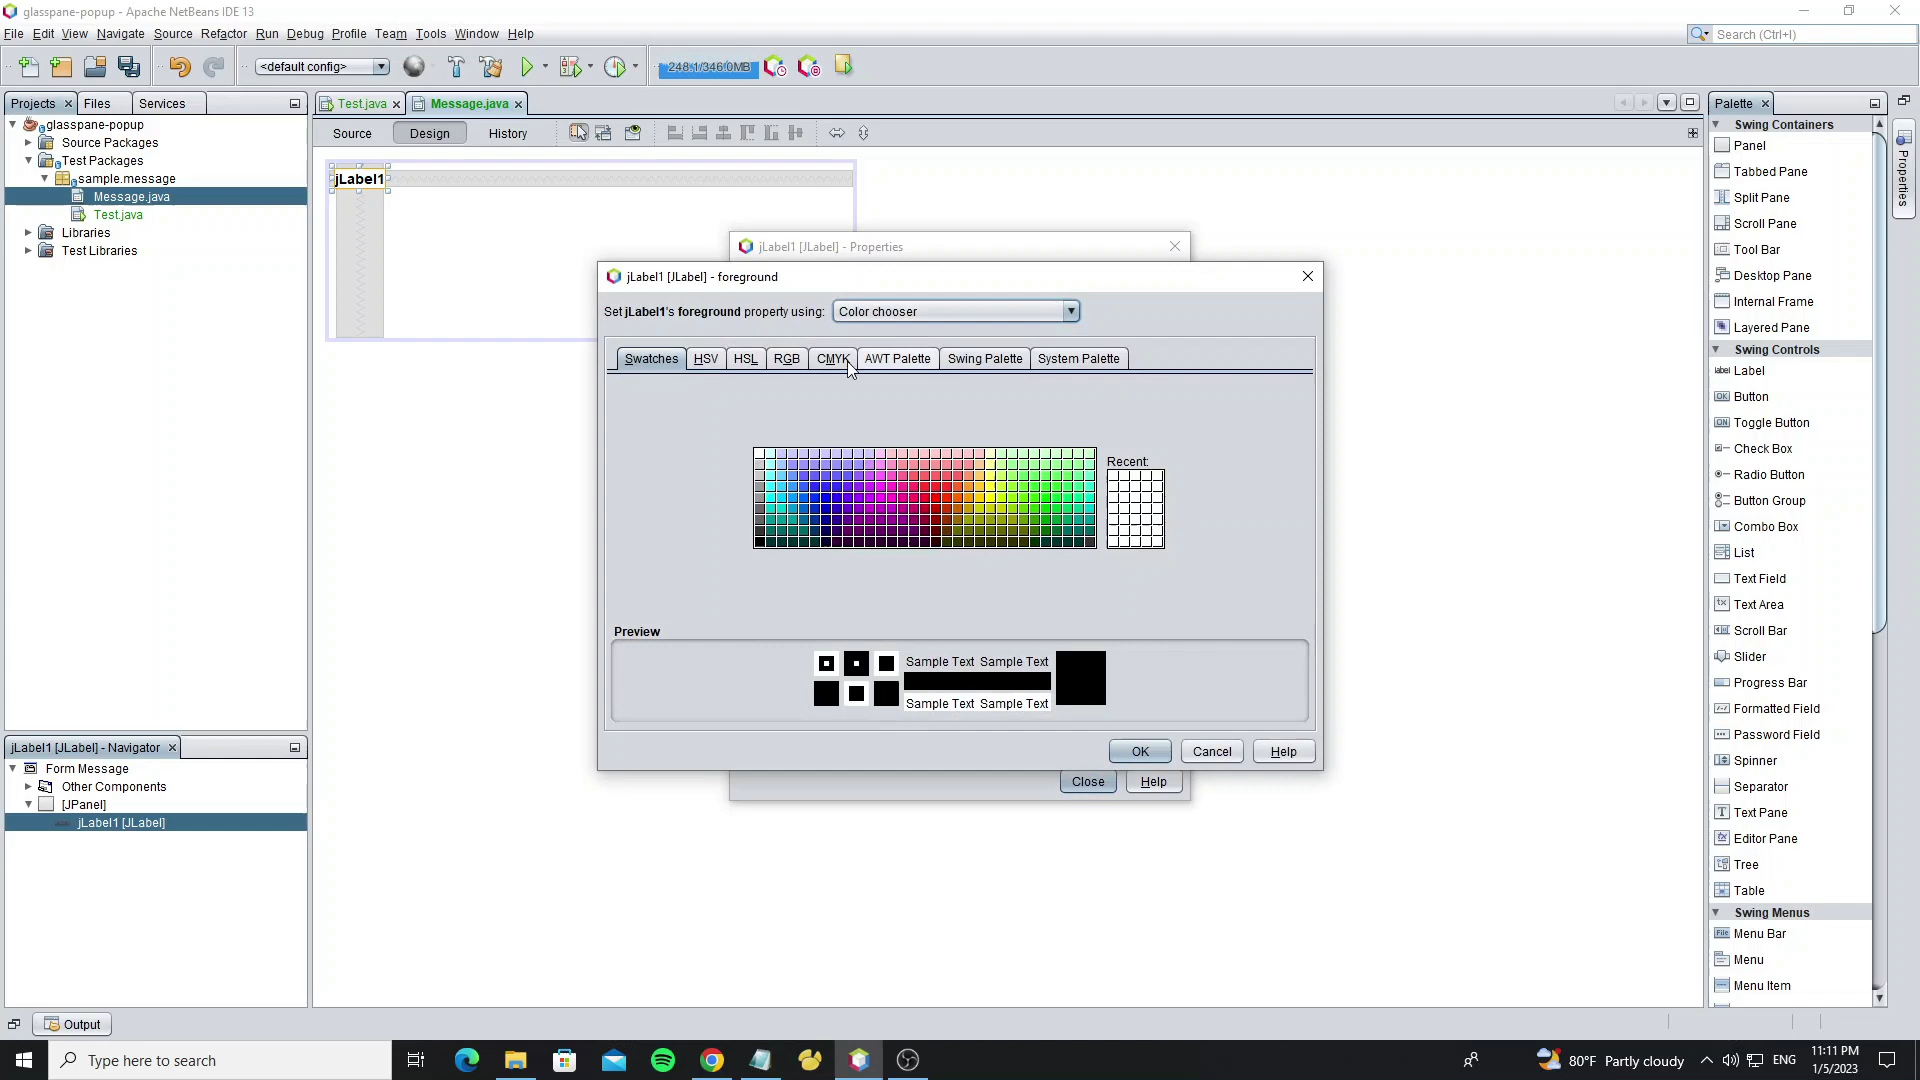 glasspane-popup - Apache NetBeans IDE 13
File Edit View Navigate Source Refactor Run Debug Profile Team Tools Window Help
Search (Ctrl+I)
<default config>
248.1/346.0MB
Projects Files Services
Test.java Message.java
Palette
Source Design History
Properties
glasspane-popup
Source Packages
Test Packages
sample.message
Message.java
Test.java
Libraries
Test Libraries
jLabel1
jLabel1 [JLabel] - Properties
jLabel1 [JLabel] - foreground
Set jLabel1's foreground property using: Color chooser
Swatches HSV HSL RGB CMYK AWT Palette Swing Palette System Palette
Recent:
Preview
Sample Text Sample Text
Sample Text Sample Text
OK Cancel Help
Close Help
Swing Containers
Panel
Tabbed Pane
Split Pane
Scroll Pane
Tool Bar
Desktop Pane
Internal Frame
Layered Pane
Swing Controls
Label
Button
Toggle Button
Check Box
Radio Button
Button Group
Combo Box
List
Text Field
Text Area
Scroll Bar
Slider
Progress Bar
Formatted Field
Password Field
Spinner
Separator
Text Pane
Editor Pane
Tree
Table
Swing Menus
Menu Bar
Menu
Menu Item
jLabel1 [JLabel] - Navigator
Form Message
Other Components
[JPanel]
jLabel1 [JLabel]
Output
Type here to search
80°F Partly cloudy
ENG
11:11 PM
1/5/2023